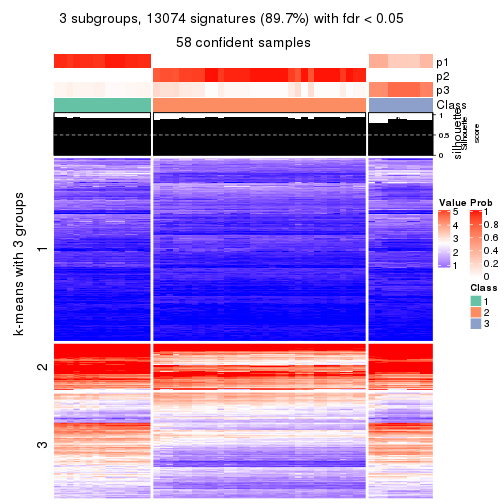 3 subgroups, 13074 signatures (89.7%) with fdr < 0.05
58 confident samples
p1
p2
p3
Class
1
0.5
0
silhouette
Silhouette
score
k-means with 3 groups
1
2
3
Value
5
4
3
2
1
Prob
1
0.8
0.6
0.4
0.2
0
Class
1
2
3